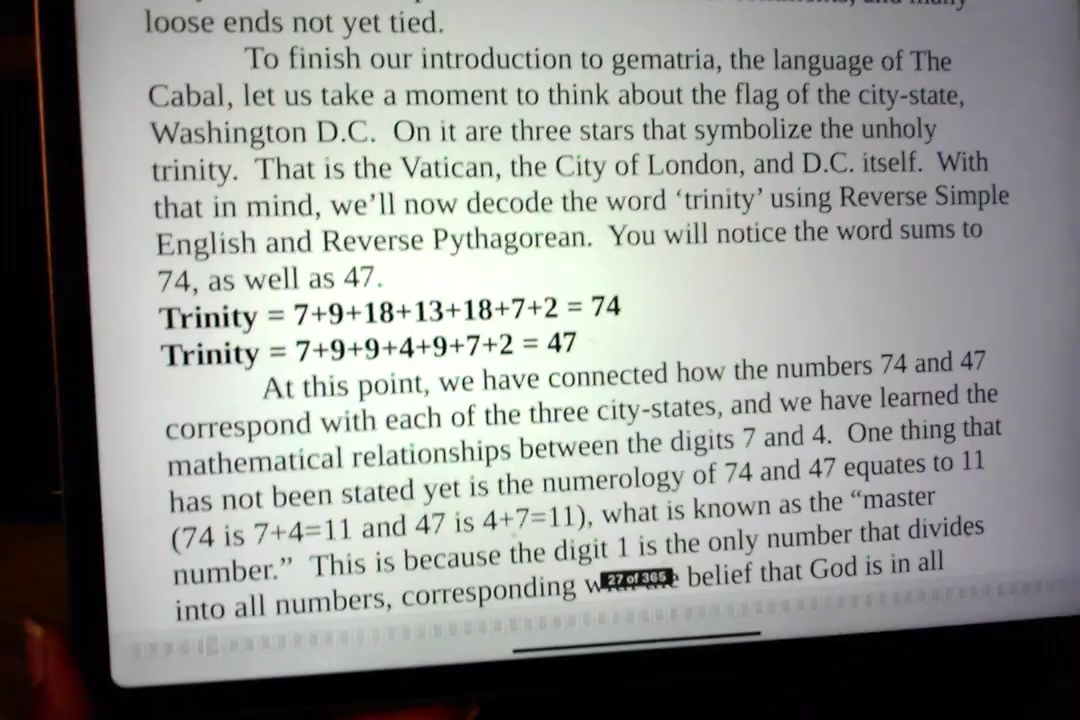 loose ends not yet tied.
To finish our introduction to gematria, the language of The
Cabal, let us take a moment to think about the flag of the city-state,
Washington D.C.  On it are three stars that symbolize the unholy
trinity.  That is the Vatican, the City of London, and D.C. itself.  With
that in mind, we’ll now decode the word ‘trinity’ using Reverse Simple
English and Reverse Pythagorean.  You will notice the word sums to
74, as well as 47.
Trinity = 7+9+18+13+18+7+2 = 74
Trinity = 7+9+9+4+9+7+2 = 47
At this point, we have connected how the numbers 74 and 47
correspond with each of the three city-states, and we have learned the
mathematical relationships between the digits 7 and 4.  One thing that
has not been stated yet is the numerology of 74 and 47 equates to 11
(74 is 7+4=11 and 47 is 4+7=11), what is known as the “master
number.”  This is because the digit 1 is the only number that divides
into all numbers, corresponding belief that God is in all
27 of 365